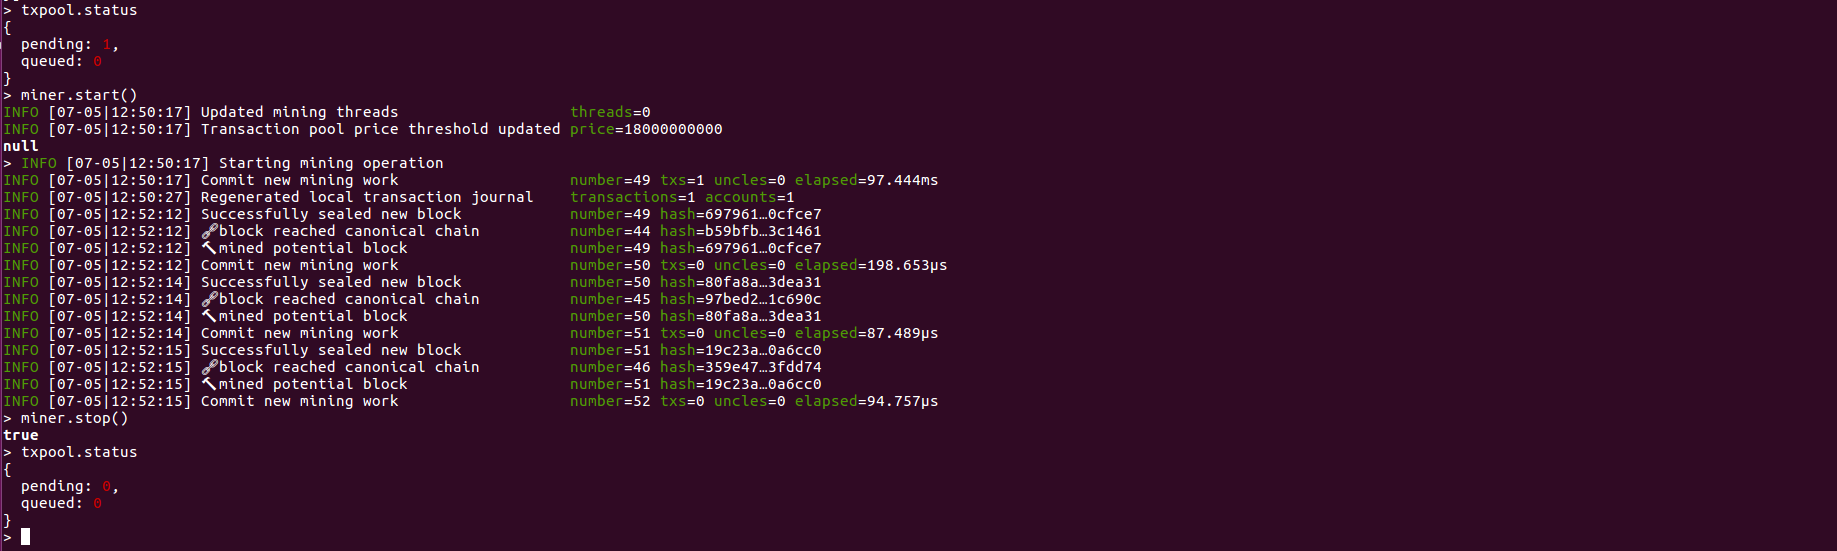 > txpool.status
{
  pending: 1,
  queued: 0
}
> miner.start()
INFO [07-05|12:50:17] Updated mining threads                   threads=0
INFO [07-05|12:50:17] Transaction pool price threshold updated price=18000000000
null
> INFO [07-05|12:50:17] Starting mining operation
INFO [07-05|12:50:17] Commit new mining work                   number=49 txs=1 uncles=0 elapsed=97.444ms
INFO [07-05|12:50:27] Regenerated local transaction journal    transactions=1 accounts=1
INFO [07-05|12:52:12] Successfully sealed new block            number=49 hash=697961…0cfce7
INFO [07-05|12:52:12] 🔗block reached canonical chain          number=44 hash=b59bfb…3c1461
INFO [07-05|12:52:12] 🔨mined potential block                  number=49 hash=697961…0cfce7
INFO [07-05|12:52:12] Commit new mining work                   number=50 txs=0 uncles=0 elapsed=198.653µs
INFO [07-05|12:52:14] Successfully sealed new block            number=50 hash=80fa8a…3dea31
INFO [07-05|12:52:14] 🔗block reached canonical chain          number=45 hash=97bed2…1c690c
INFO [07-05|12:52:14] 🔨mined potential block                  number=50 hash=80fa8a…3dea31
INFO [07-05|12:52:14] Commit new mining work                   number=51 txs=0 uncles=0 elapsed=87.489µs
INFO [07-05|12:52:15] Successfully sealed new block            number=51 hash=19c23a…0a6cc0
INFO [07-05|12:52:15] 🔗block reached canonical chain          number=46 hash=359e47…3fdd74
INFO [07-05|12:52:15] 🔨mined potential block                  number=51 hash=19c23a…0a6cc0
INFO [07-05|12:52:15] Commit new mining work                   number=52 txs=0 uncles=0 elapsed=94.757µs
> miner.stop()
true
> txpool.status
{
  pending: 0,
  queued: 0
}
>